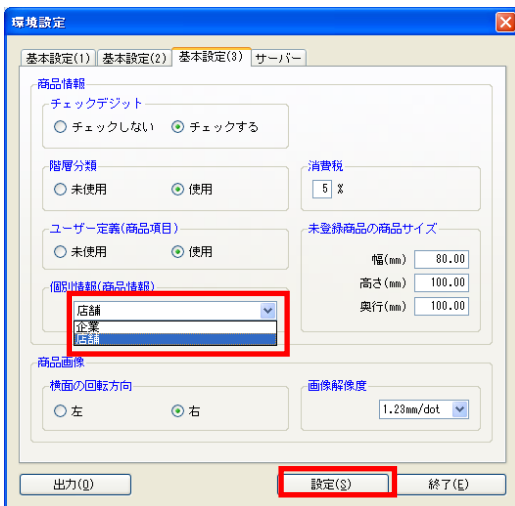 環境設定
基本設定(1) 基本設定(2) 基本設定(3) サーバー
商品情報
チェックデジット
チェックしない チェックする
階層分類
未使用 使用
消費税
5 %
ユーザー定義(商品項目)
未使用 使用
未登録商品の商品サイズ
幅(mm) 80.00
高さ(mm) 100.00
奥行(mm) 100.00
個別情報(商品情報)
店舗
企業
店舗
商品画像
横面の回転方向
左 右
画像解像度
1.23mm/dot
出力(O) 設定(S) 終了(E)